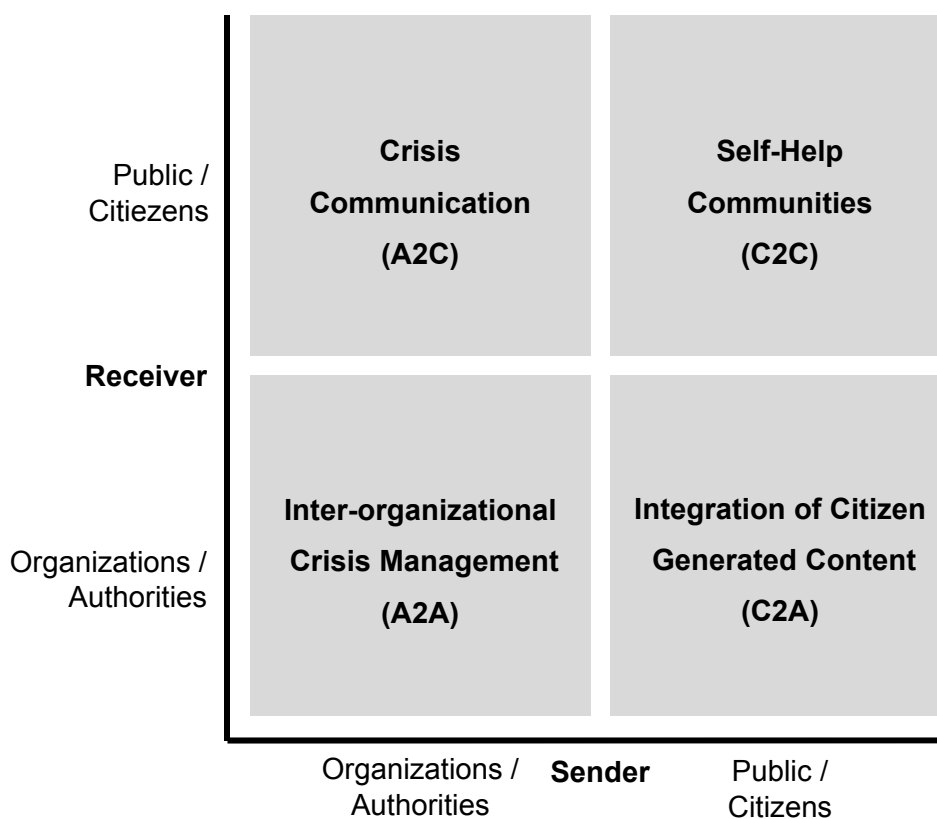 Crisis
Communication
(A2C)
Self-Help
Communities
(C2C)
Public /
Citiezens
Receiver
Inter-organizational
Crisis Management
(A2A)
Integration of Citizen
Generated Content
(C2A)
Organizations /
Authorities
Organizations /
Authorities
Sender
Public /
Citizens